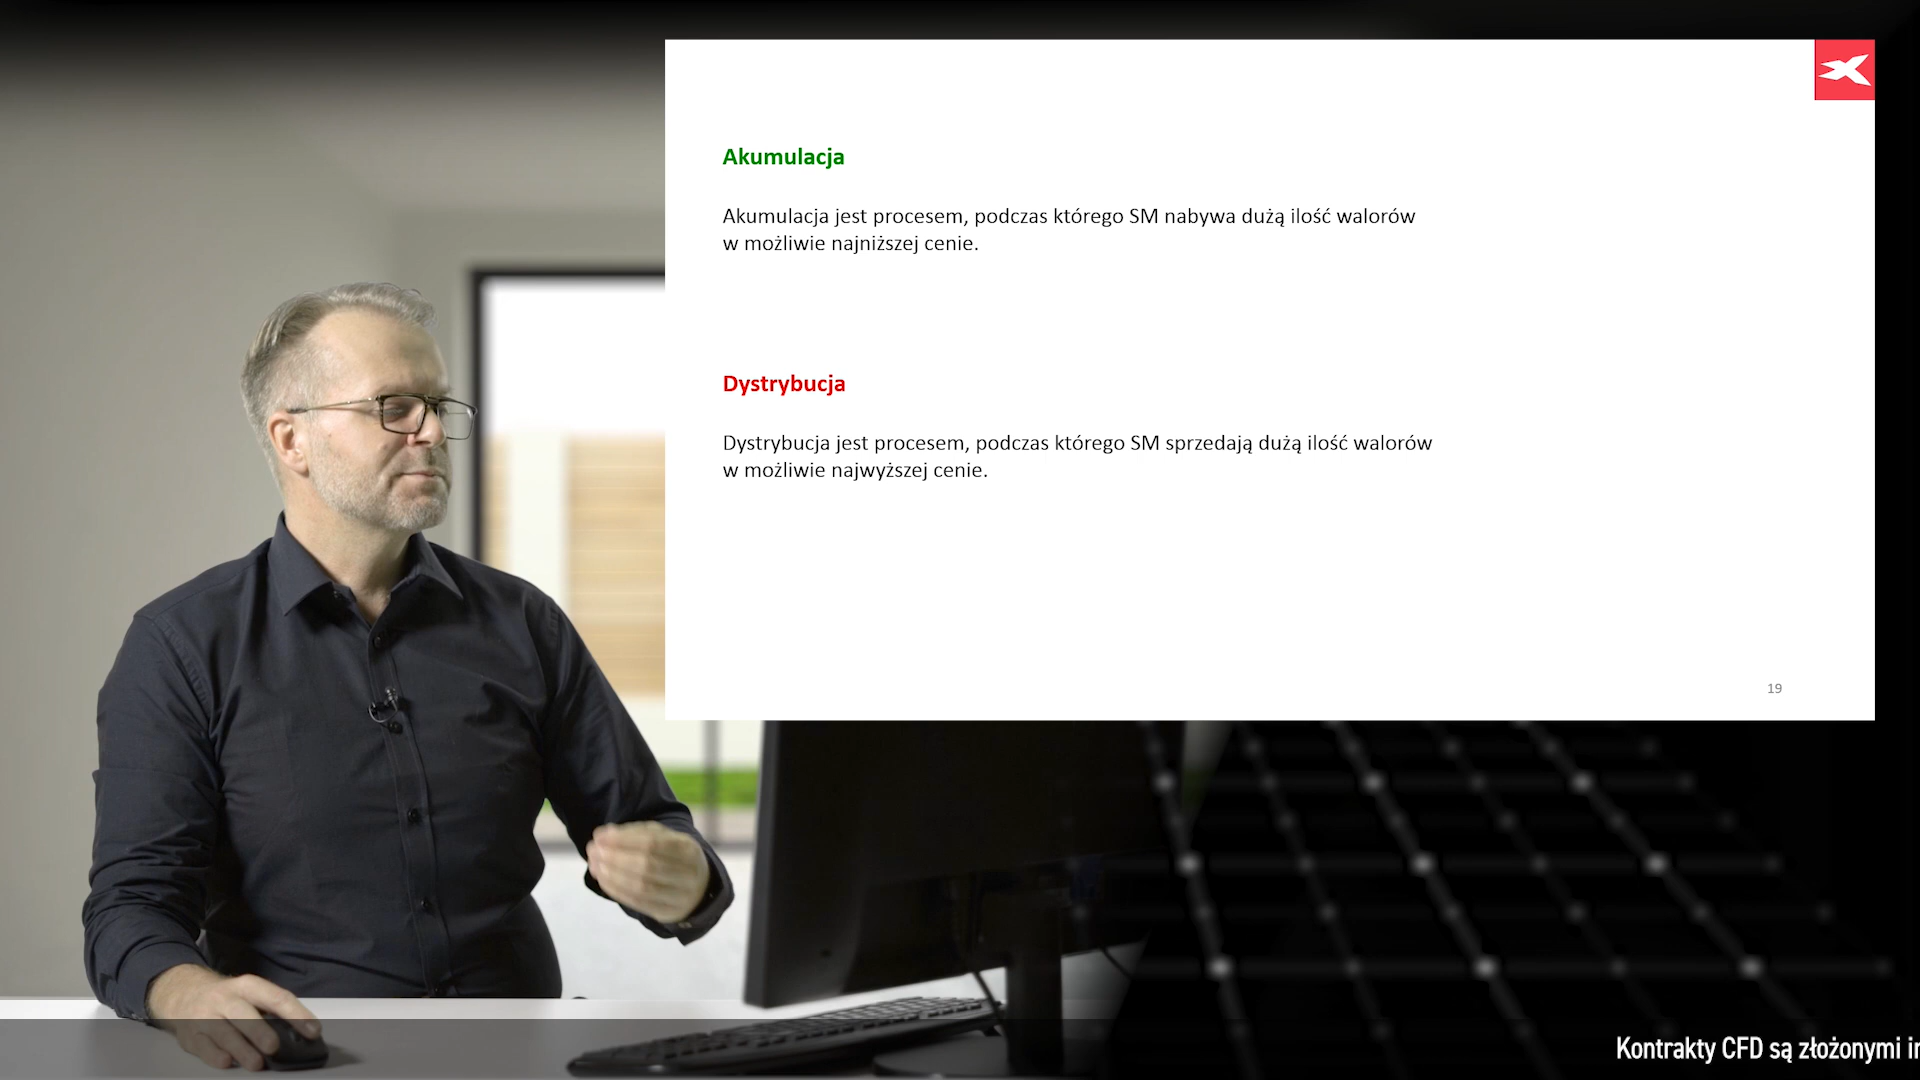 Akumulacja
Akumulacja jest procesem, podczas którego SM nabywa dużą ilość walorów
w możliwie najniższej cenie.
Dystrybucja
Dystrybucja jest procesem, podczas którego SM sprzedają dużą ilość walorów
w możliwie najwyższej cenie.
19
Kontrakty CFD są złożonymi